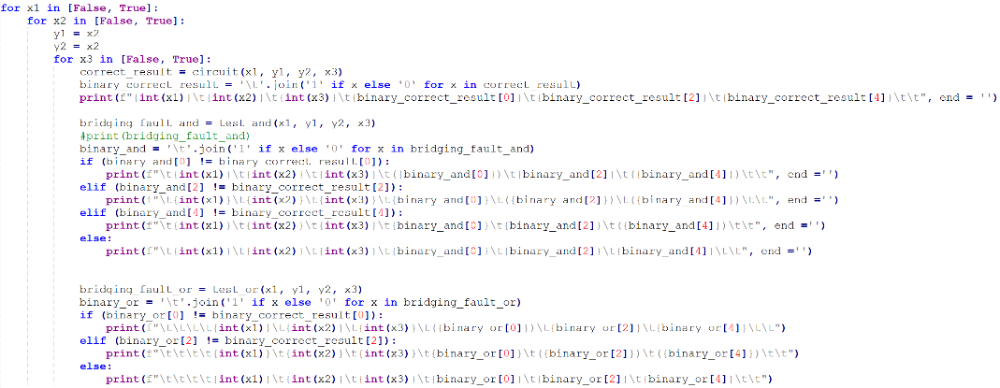 for x1 in [False, True]:
    for x2 in [False, True]:
        y1 = x2
        y2 = x2
        for x3 in [False, True]:
            correct_result = circuit(x1, y1, y2, x3)
            binary_correct_result = '\t'.join('1' if x else '0' for x in correct_result)
            print(f"{int(x1)}\t{int(x2)}\t{int(x3)}\t{binary_correct_result[0]}\t{binary_correct_result[2]}\t{binary_correct_result[4]}\t\t", end = '')
            bridging_fault_and = test_and(x1, y1, y2, x3)
            #print(bridging_fault_and)
            binary_and = '\t'.join('1' if x else '0' for x in bridging_fault_and)
            if (binary_and[0] != binary_correct_result[0]):
                print(f"\t{int(x1)}\t{int(x2)}\t{int(x3)}\t({binary_and[0]})\t{binary_and[2]}\t({binary_and[4]})\t\t", end ='')
            elif (binary_and[2] != binary_correct_result[2]):
                print(f"\t{int(x1)}\t{int(x2)}\t{int(x3)}\t{binary_and[0]}\t({binary_and[2]})\t({binary_and[4]})\t\t", end ='')
            elif (binary_and[4] != binary_correct_result[4]):
                print(f"\t{int(x1)}\t{int(x2)}\t{int(x3)}\t{binary_and[0]}\t{binary_and[2]}\t({binary_and[4]})\t\t", end ='')
            else:
                print(f"\t{int(x1)}\t{int(x2)}\t{int(x3)}\t{binary_and[0]}\t{binary_and[2]}\t{binary_and[4]}\t\t", end ='')
            bridging_fault_or = test_or(x1, y1, y2, x3)
            binary_or = '\t'.join('1' if x else '0' for x in bridging_fault_or)
            if (binary_or[0] != binary_correct_result[0]):
                print(f"\t\t\t\t{int(x1)}\t{int(x2)}\t{int(x3)}\t({binary_or[0]})\t{binary_or[2]}\t{binary_or[4]}\t\t")
            elif (binary_or[2] != binary_correct_result[2]):
                print(f"\t\t\t\t{int(x1)}\t{int(x2)}\t{int(x3)}\t{binary_or[0]}\t({binary_or[2]})\t({binary_or[4]})\t\t")
            else:
                print(f"\t\t\t\t{int(x1)}\t{int(x2)}\t{int(x3)}\t{binary_or[0]}\t{binary_or[2]}\t{binary_or[4]}\t\t")